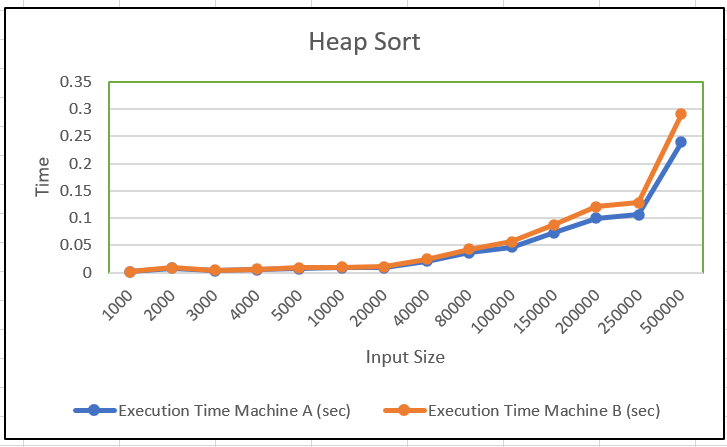 Heap Sort
0.35
0.3
0.25
0.2
0.15
0.1
0.05
0
Time
1000 2000 3000 4000 5000 10000 20000 40000 80000 100000 150000 200000 250000 500000
Input Size
Execution Time Machine A (sec) Execution Time Machine B (sec)